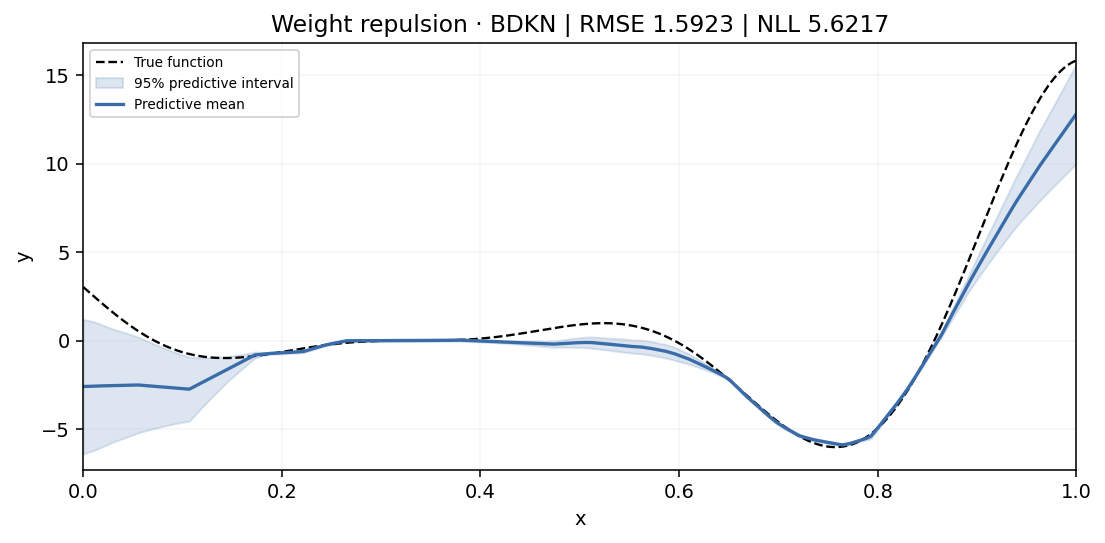 Weight repulsion · BDKN | RMSE 1.5923 | NLL 5.6217
True function
95% predictive interval
Predictive mean
15
10
5
0
−5
y
0.0 0.2 0.4 0.6 0.8 1.0
x